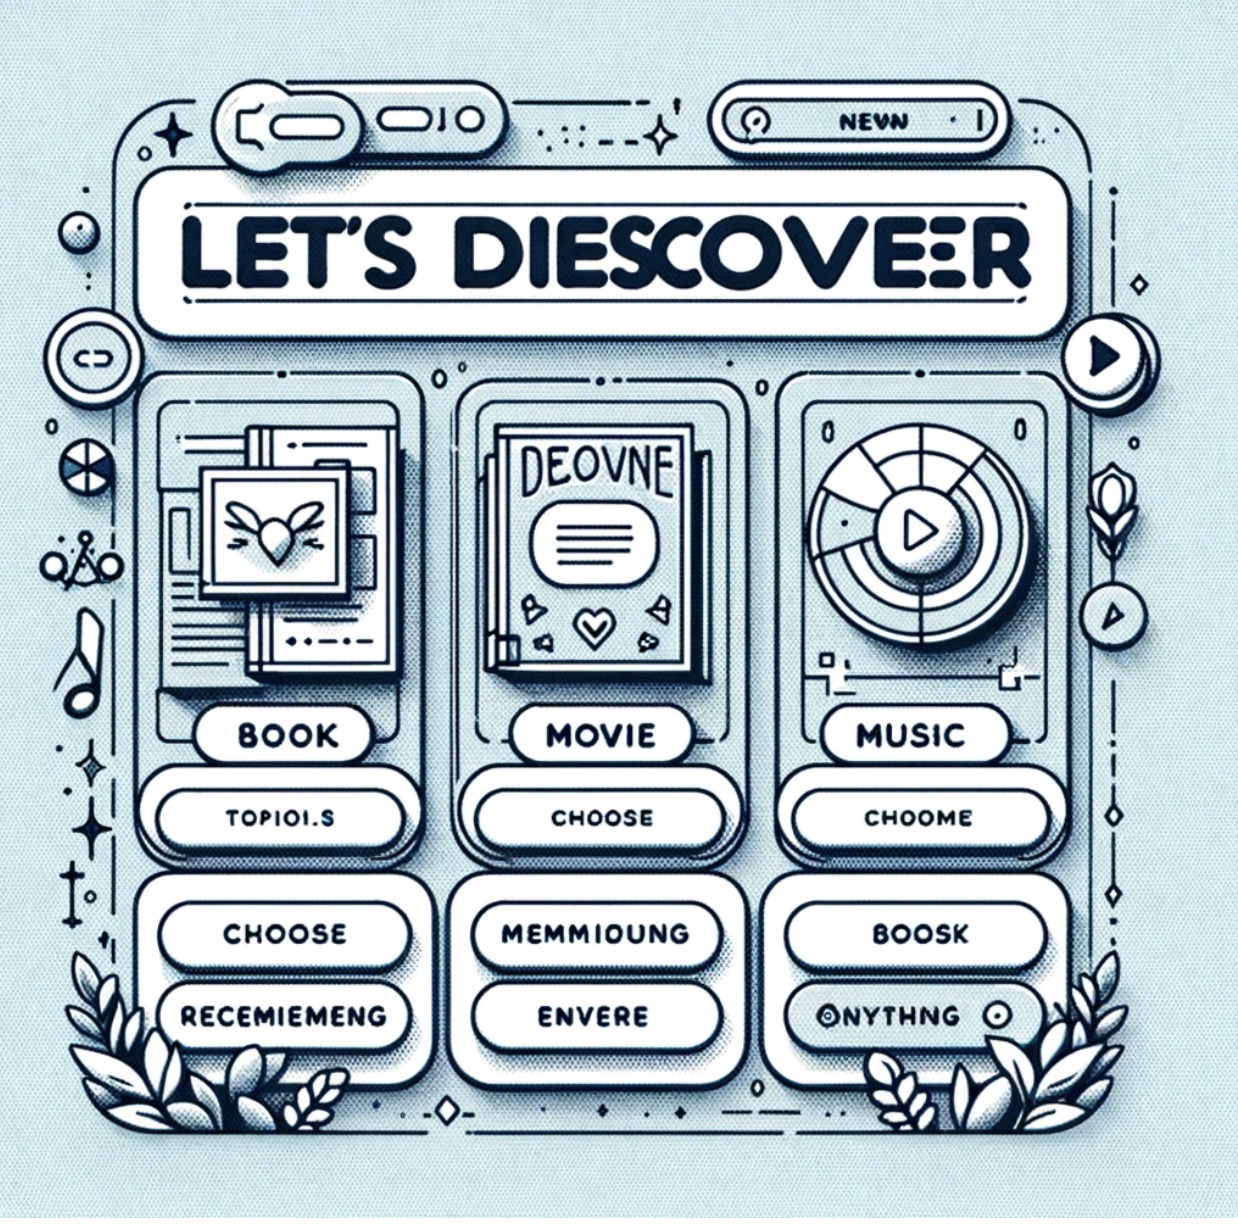 NEVN
LET'S DIESCOVEER
DEOVNE
BOOK MOVIE MUSIC
TOPIOI.S CHOOSE CHOOME
CHOOSE MEMMIOUNG BOOSK
RECEMIEMENG ENVERE ONYTHNG